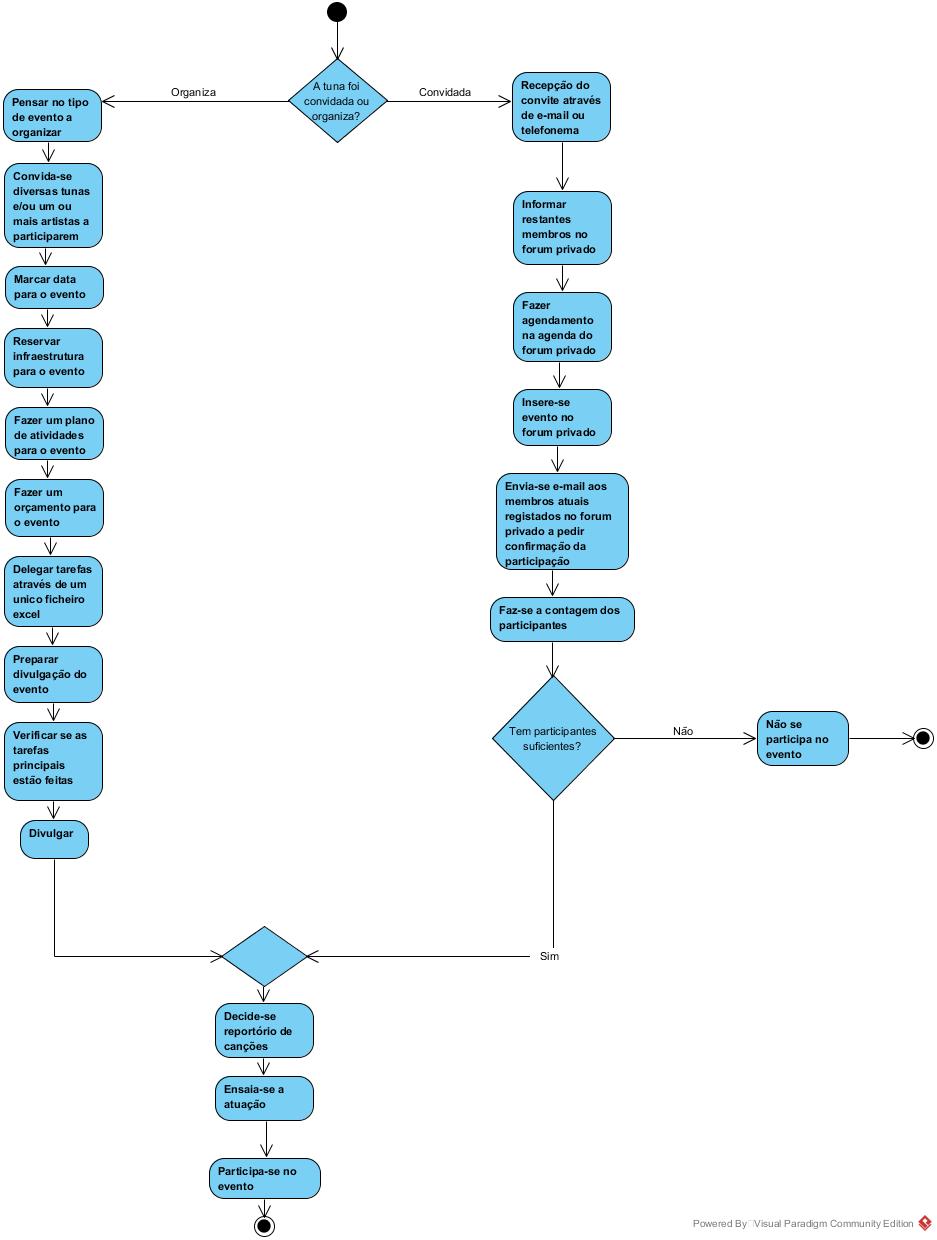 A tuna foi
convidada ou
organiza?
Organiza
Convidada
Pensar no tipo
de evento a
organizar
Convida-se
diversas tunas
e/ou um ou
mais artistas a
participarem
Marcar data
para o evento
Reservar
infraestrutura
para o evento
Fazer um plano
de atividades
para o evento
Fazer um
orçamento para
o evento
Delegar tarefas
através de um
unico ficheiro
excel
Preparar
divulgação do
evento
Verificar se as
tarefas
principais
estão feitas
Divulgar
Recepção do
convite através
de e-mail ou
telefonema
Informar
restantes
membros no
forum privado
Fazer
agendamento
na agenda do
forum privado
Insere-se
evento no
forum privado
Envia-se e-mail aos
membros atuais
registados no forum
privado a pedir
confirmação da
participação
Faz-se a contagem dos
participantes
Tem participantes
suficientes?
Não
Não se
participa no
evento
Sim
Decide-se
reportório de
canções
Ensaia-se a
atuação
Participa-se no
evento
Powered By Visual Paradigm Community Edition